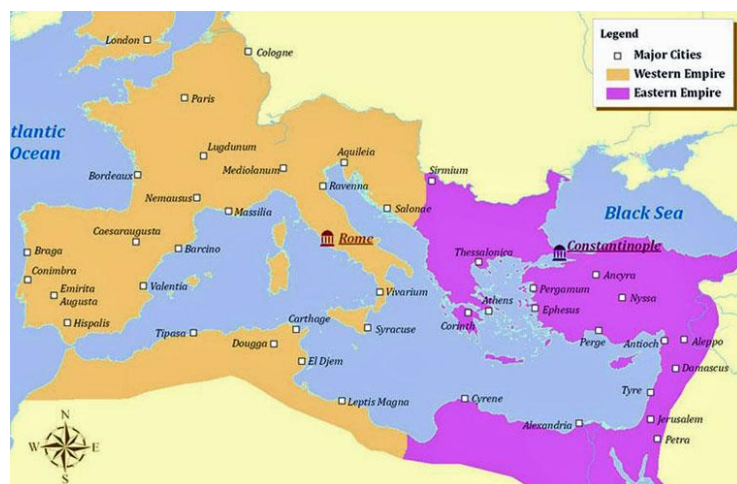 London
Cologne
Legend
Major Cities
Western Empire
Eastern Empire
Paris
tlantic
Ocean
Lugdunum
Aquileia
Mediolanum
Bordeaux
Ravenna
Sirmium
Nemausus
Massilia
Salonae
Black Sea
Caesaraugusta
Rome
Constantinople
Braga
Barcino
Thessalonica
Conimbra
Ancyra
Emirita
Augusta
Valentia
Vivarium
Pergamum
Nyssa
Athens
Ephesus
Hispalis
Corinth
Tipasa
Carthage
Syracuse
Perge
Antioch
Aleppo
Dougga
El Djem
Damascus
Leptis Magna
Cyrene
Tyre
Alexandria
Jerusalem
Petra
N
W
E
S